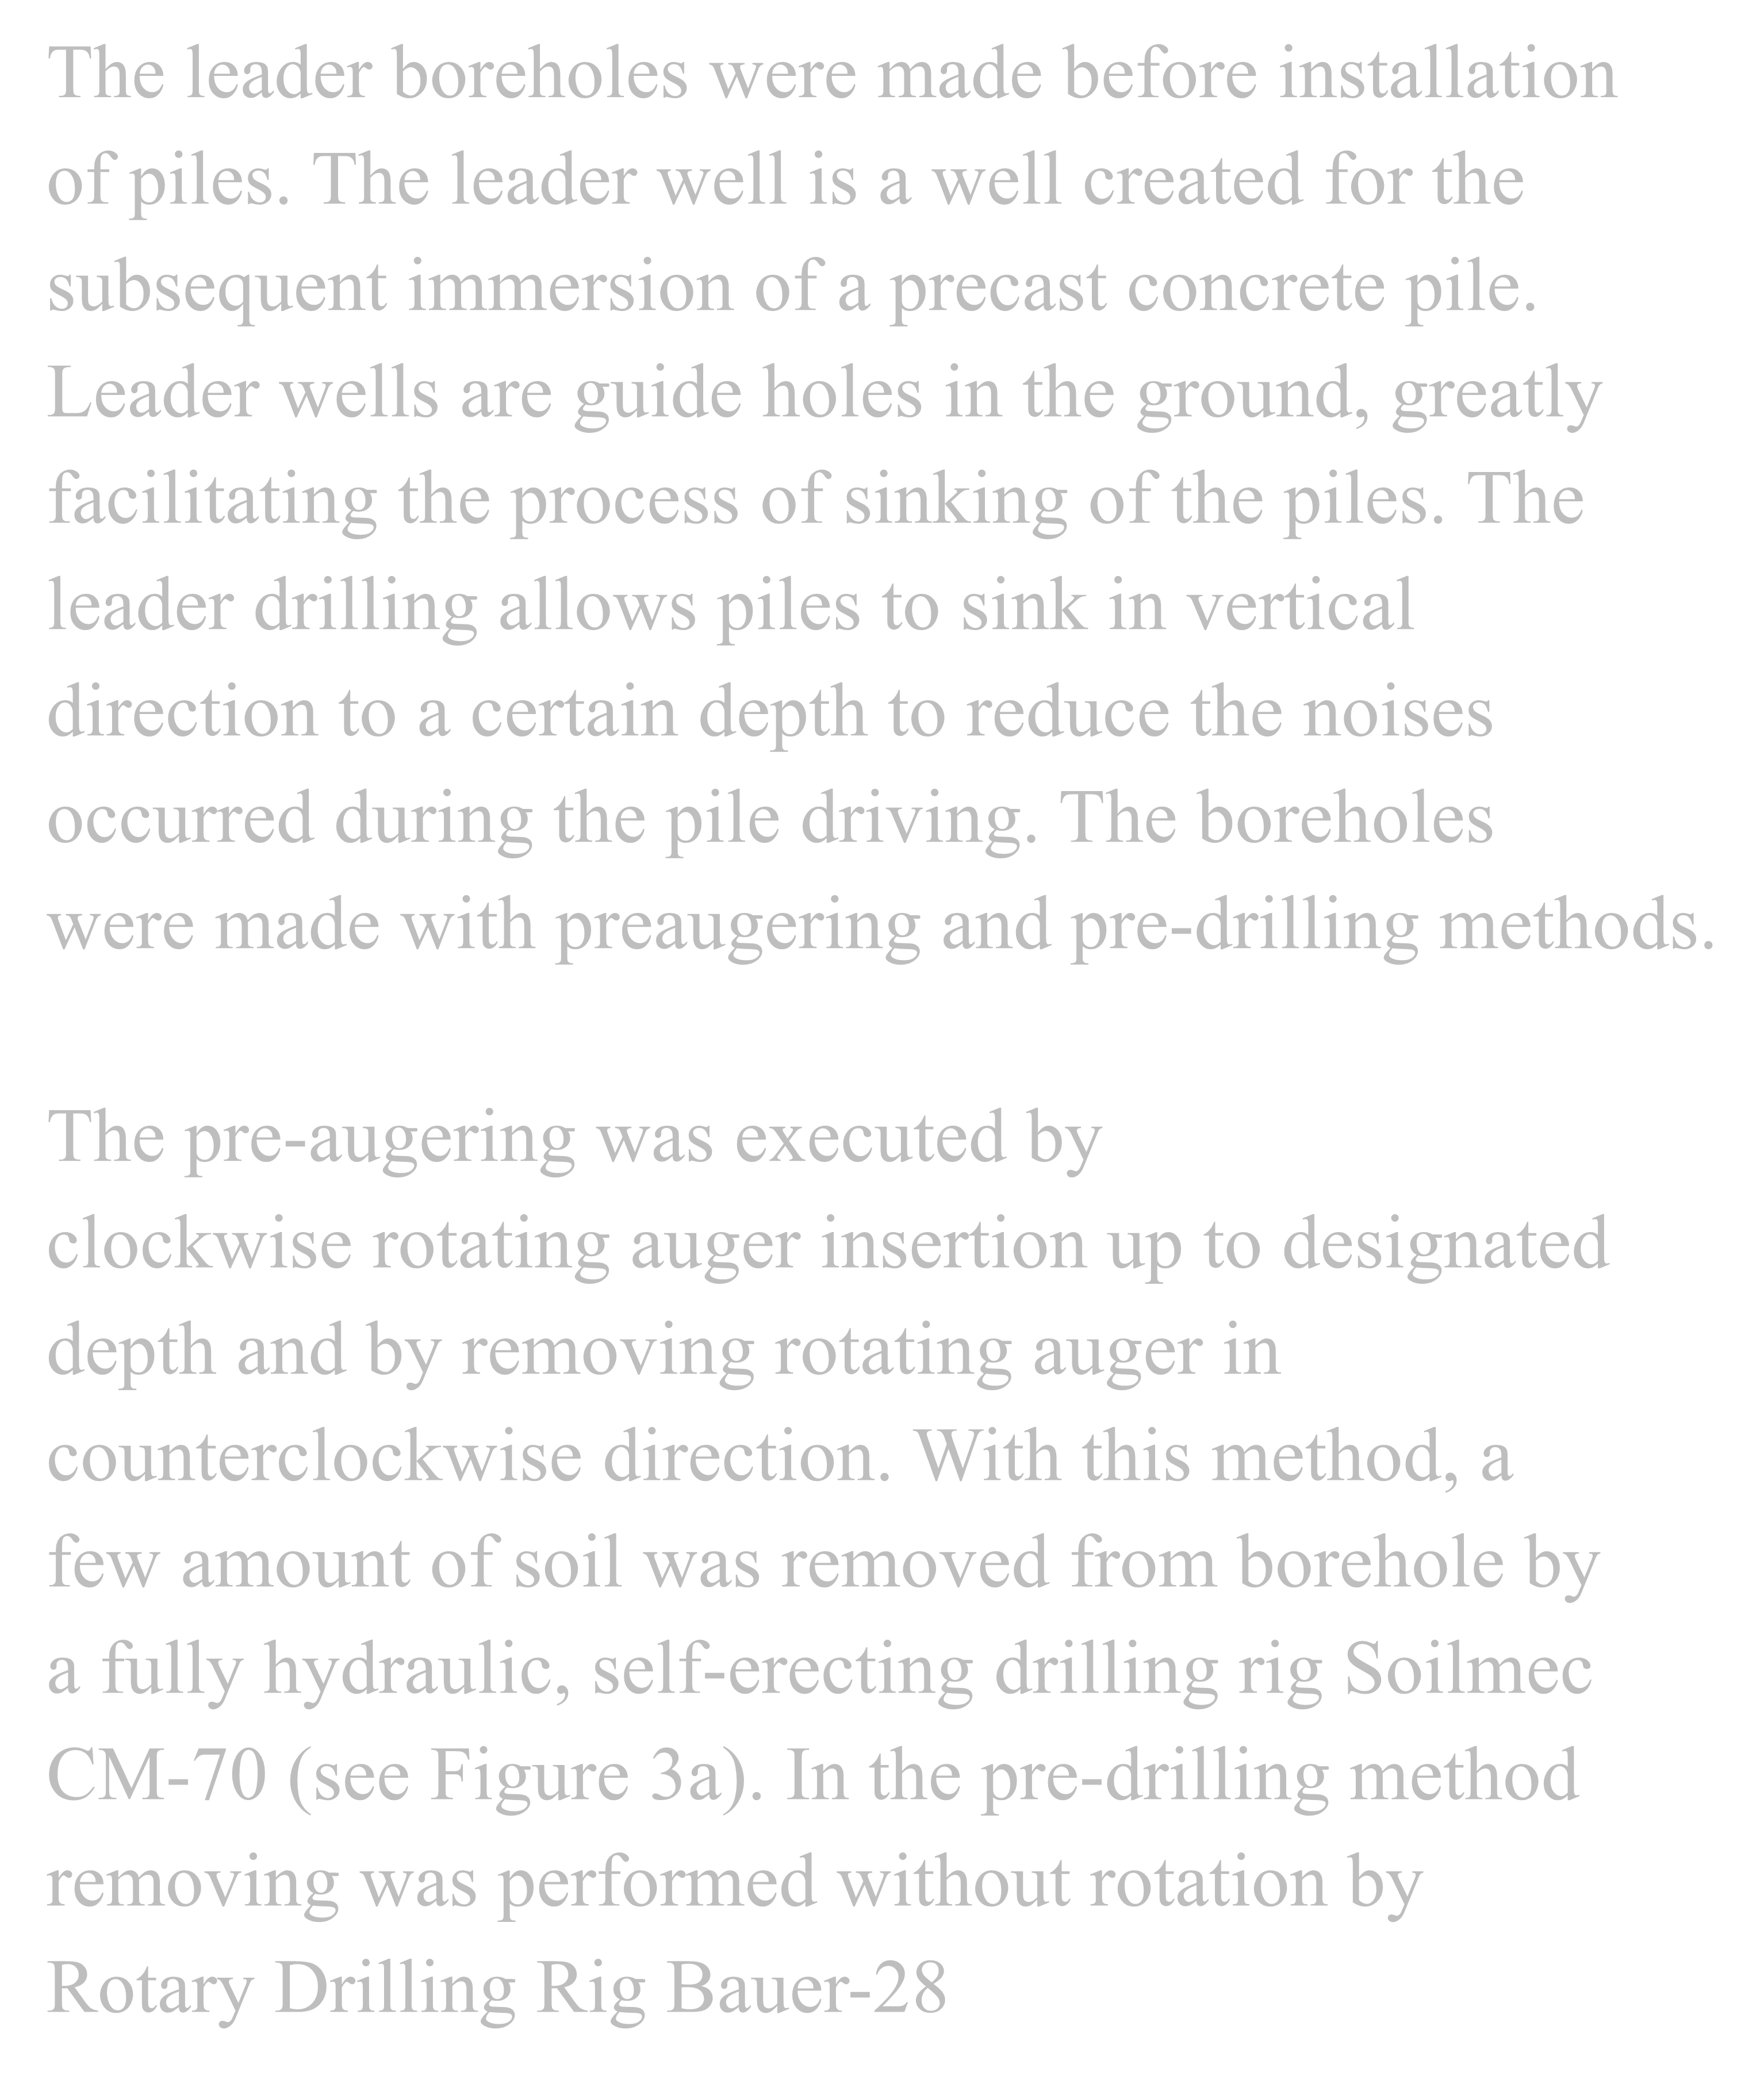 The leader boreholes were made before installation
of piles. The leader well is a well created for the
subsequent immersion of a precast concrete pile.
Leader wells are guide holes in the ground, greatly
facilitating the process of sinking of the piles. The
leader drilling allows piles to sink in vertical
direction to a certain depth to reduce the noises
occurred during the pile driving. The boreholes
were made with preaugering and pre-drilling methods.
The pre-augering was executed by
clockwise rotating auger insertion up to designated
depth and by removing rotating auger in
counterclockwise direction. With this method, a
few amount of soil was removed from borehole by
a fully hydraulic, self-erecting drilling rig Soilmec
CM-70 (see Figure 3a). In the pre-drilling method
removing was performed without rotation by
Rotary Drilling Rig Bauer-28